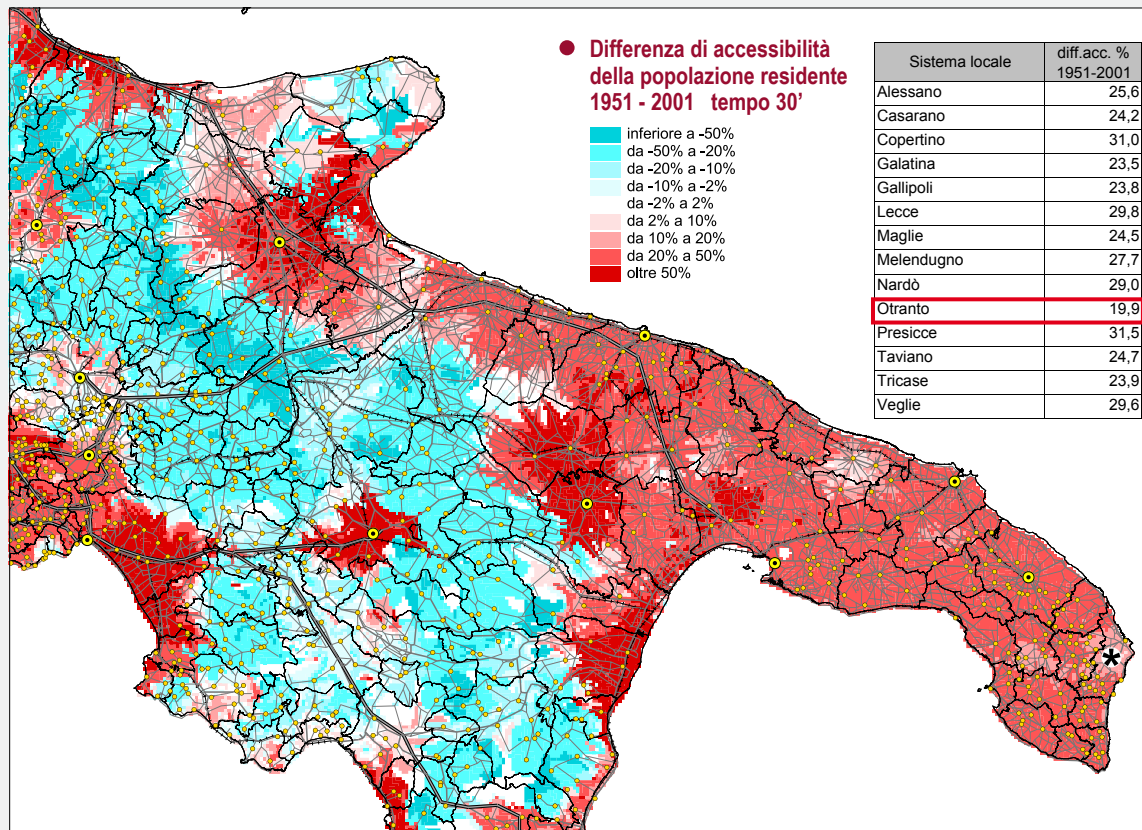 ● Differenza di accessibilità
della popolazione residente
1951 - 2001 tempo 30’
inferiore a -50%
da -50% a -20%
da -20% a -10%
da -10% a -2%
da -2% a 2%
da 2% a 10%
da 10% a 20%
da 20% a 50%
oltre 50%
Sistema locale diff.acc. % 1951-2001
Alessano 25,6
Casarano 24,2
Copertino 31,0
Galatina 23,5
Gallipoli 23,8
Lecce 29,8
Maglie 24,5
Melendugno 27,7
Nardò 29,0
Otranto 19,9
Presicce 31,5
Taviano 24,7
Tricase 23,9
Veglie 29,6
*